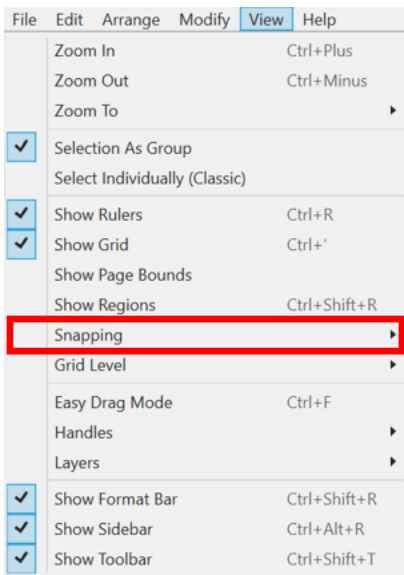 File Edit Arrange Modify View Help
Zoom In Ctrl+Plus
Zoom Out Ctrl+Minus
Zoom To
Selection As Group
Select Individually (Classic)
Show Rulers Ctrl+R
Show Grid Ctrl+'
Show Page Bounds
Show Regions Ctrl+Shift+R
Snapping
Grid Level
Easy Drag Mode Ctrl+F
Handles
Layers
Show Format Bar Ctrl+Shift+R
Show Sidebar Ctrl+Alt+R
Show Toolbar Ctrl+Shift+T